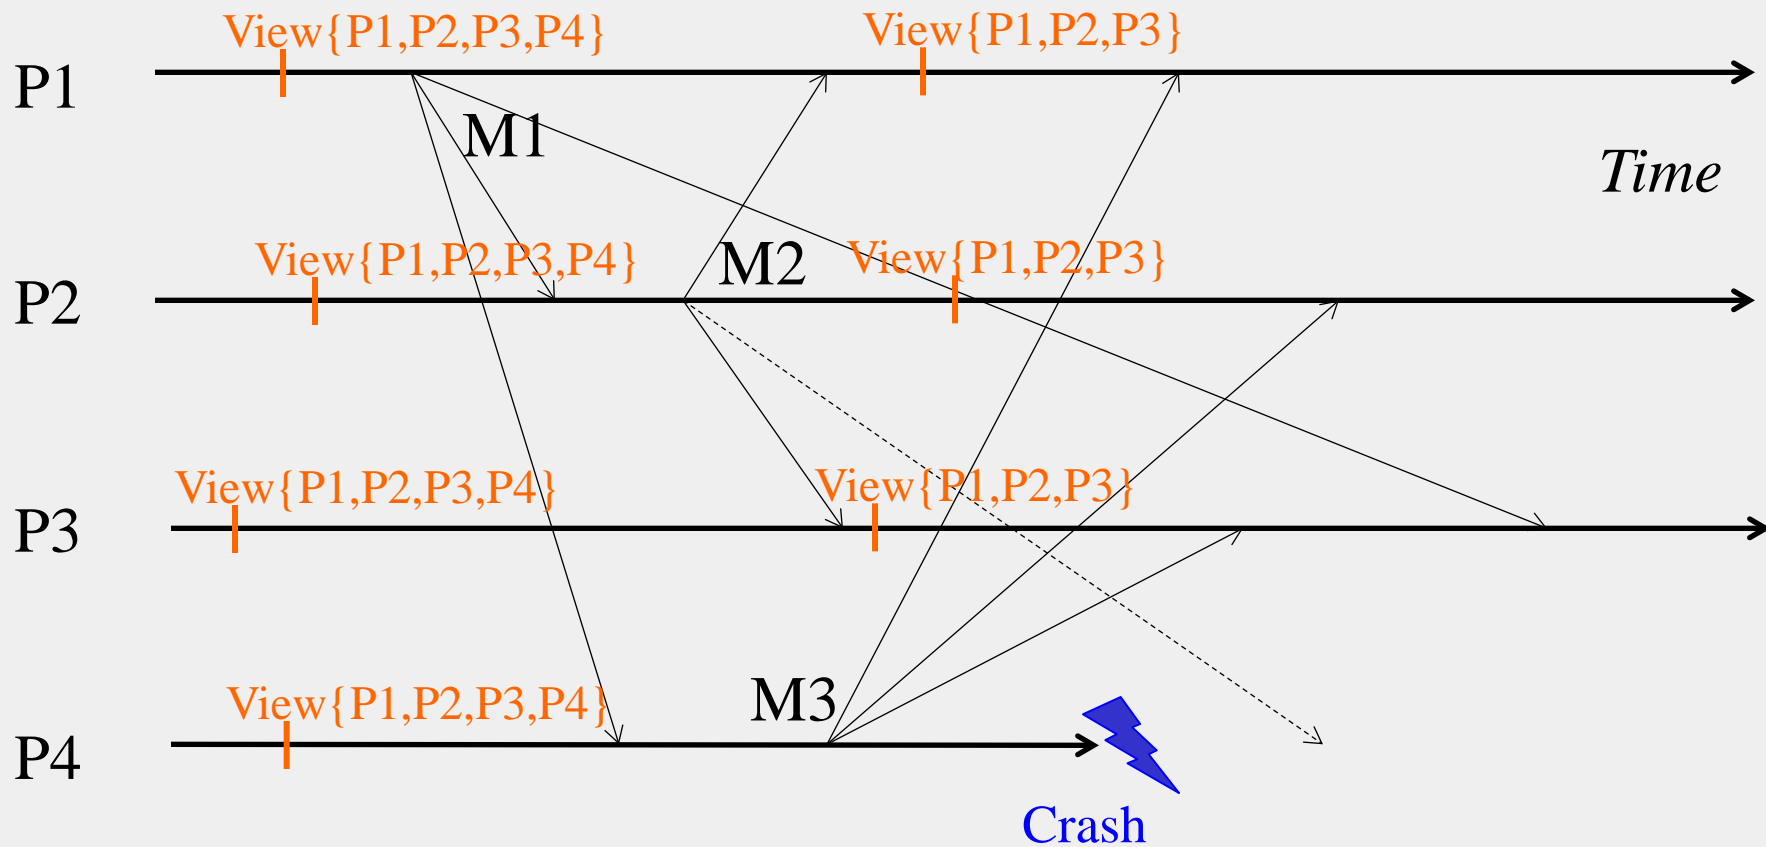 View{P1,P2,P3,P4} View{P1,P2,P3}
P1
M1
Time
View{P1,P2,P3,P4} M2 View{P1,P2,P3}
P2
View{P1,P2,P3,P4} View{P1,P2,P3}
P3
View{P1,P2,P3,P4} M3
P4
Crash